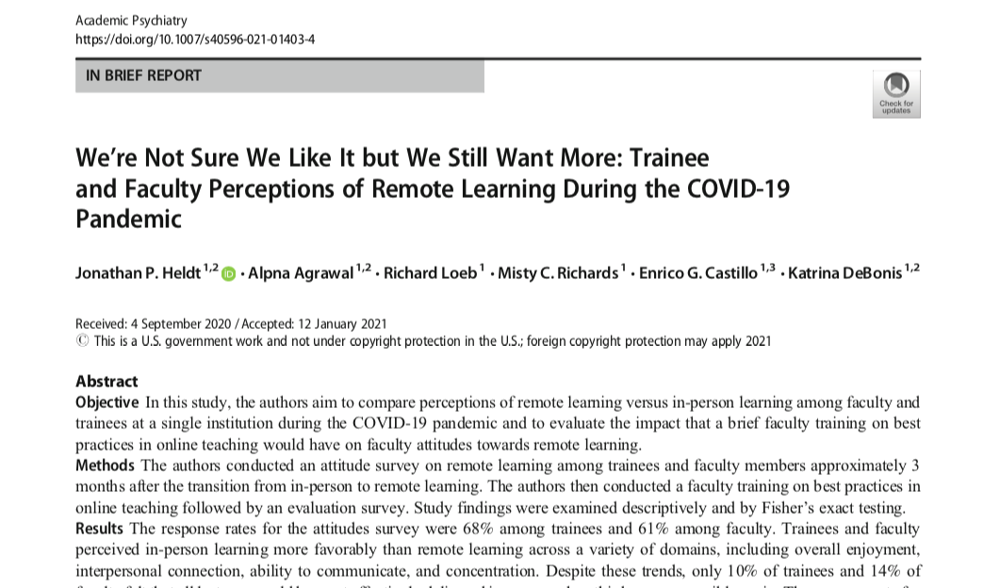 Academic Psychiatry
https://doi.org/10.1007/s40596-021-01403-4
IN BRIEF REPORT
Check for
updates
We're Not Sure We Like It but We Still Want More: Trainee
and Faculty Perceptions of Remote Learning During the COVID-19
Pandemic
Jonathan P. Heldt 1,2 iD · Alpna Agrawal 1,2 · Richard Loeb 1 · Misty C. Richards 1 · Enrico G. Castillo 1,3 · Katrina DeBonis 1,2
Received: 4 September 2020 / Accepted: 12 January 2021
© This is a U.S. government work and not under copyright protection in the U.S.; foreign copyright protection may apply 2021
Abstract
Objective In this study, the authors aim to compare perceptions of remote learning versus in-person learning among faculty and
trainees at a single institution during the COVID-19 pandemic and to evaluate the impact that a brief faculty training on best
practices in online teaching would have on faculty attitudes towards remote learning.
Methods The authors conducted an attitude survey on remote learning among trainees and faculty members approximately 3
months after the transition from in-person to remote learning. The authors then conducted a faculty training on best practices in
online teaching followed by an evaluation survey. Study findings were examined descriptively and by Fisher's exact testing.
Results The response rates for the attitudes survey were 68% among trainees and 61% among faculty. Trainees and faculty
perceived in-person learning more favorably than remote learning across a variety of domains, including overall enjoyment,
interpersonal connection, ability to communicate, and concentration. Despite these trends, only 10% of trainees and 14% of